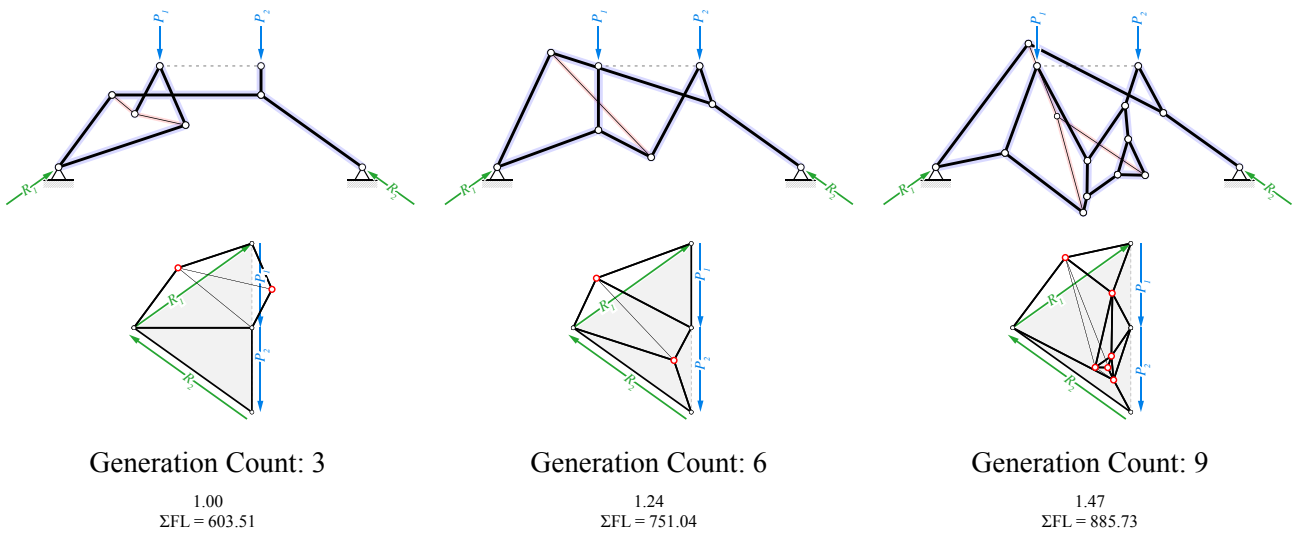 P1 P2 P1 P2 P1 P2
R1 R2 R1 R2 R1 R2
P1 P1 P1
R1 R1 R1
P2 P2 P2
R2 R2 R2
Generation Count: 3
Generation Count: 6
Generation Count: 9
1.00
ΣFL = 603.51
1.24
ΣFL = 751.04
1.47
ΣFL = 885.73